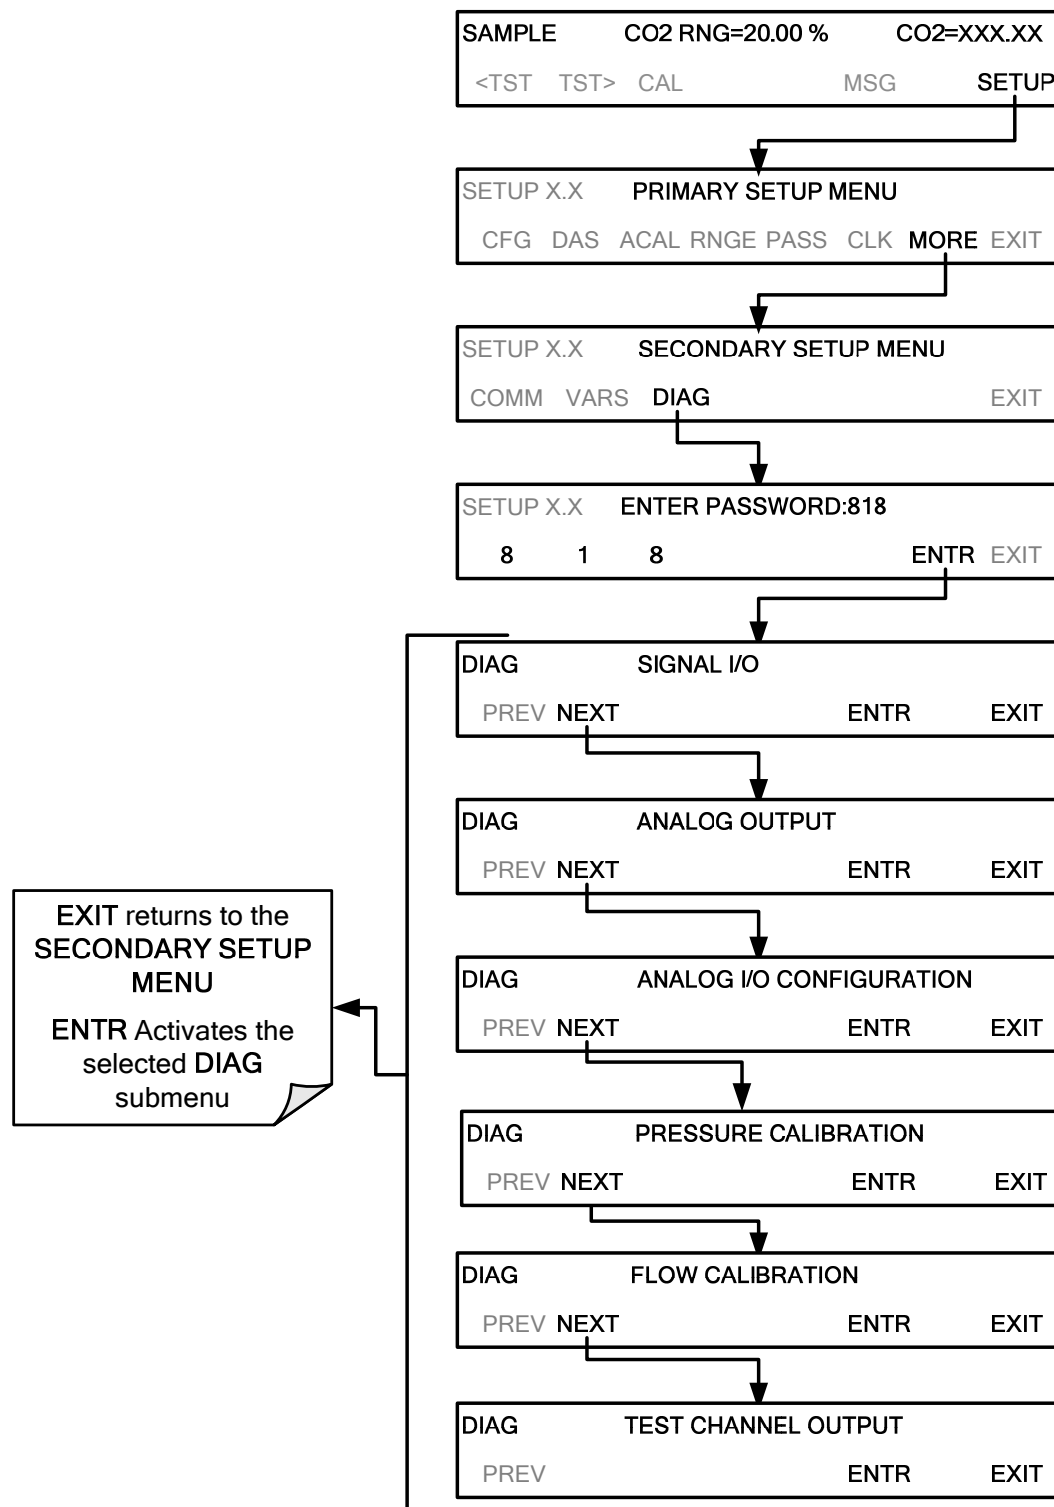 SAMPLE CO2 RNG=20.00 % CO2=XXX.XX
<TST TST> CAL MSG SETUP
SETUP X.X PRIMARY SETUP MENU
CFG DAS ACAL RNGE PASS CLK MORE EXIT
SETUP X.X SECONDARY SETUP MENU
COMM VARS DIAG EXIT
SETUP X.X ENTER PASSWORD:818
8 1 8 ENTR EXIT
DIAG SIGNAL I/O
PREV NEXT ENTR EXIT
DIAG ANALOG OUTPUT
PREV NEXT ENTR EXIT
EXIT returns to the
SECONDARY SETUP
MENU
ENTR Activates the
selected DIAG
submenu
DIAG ANALOG I/O CONFIGURATION
PREV NEXT ENTR EXIT
DIAG PRESSURE CALIBRATION
PREV NEXT ENTR EXIT
DIAG FLOW CALIBRATION
PREV NEXT ENTR EXIT
DIAG TEST CHANNEL OUTPUT
PREV ENTR EXIT